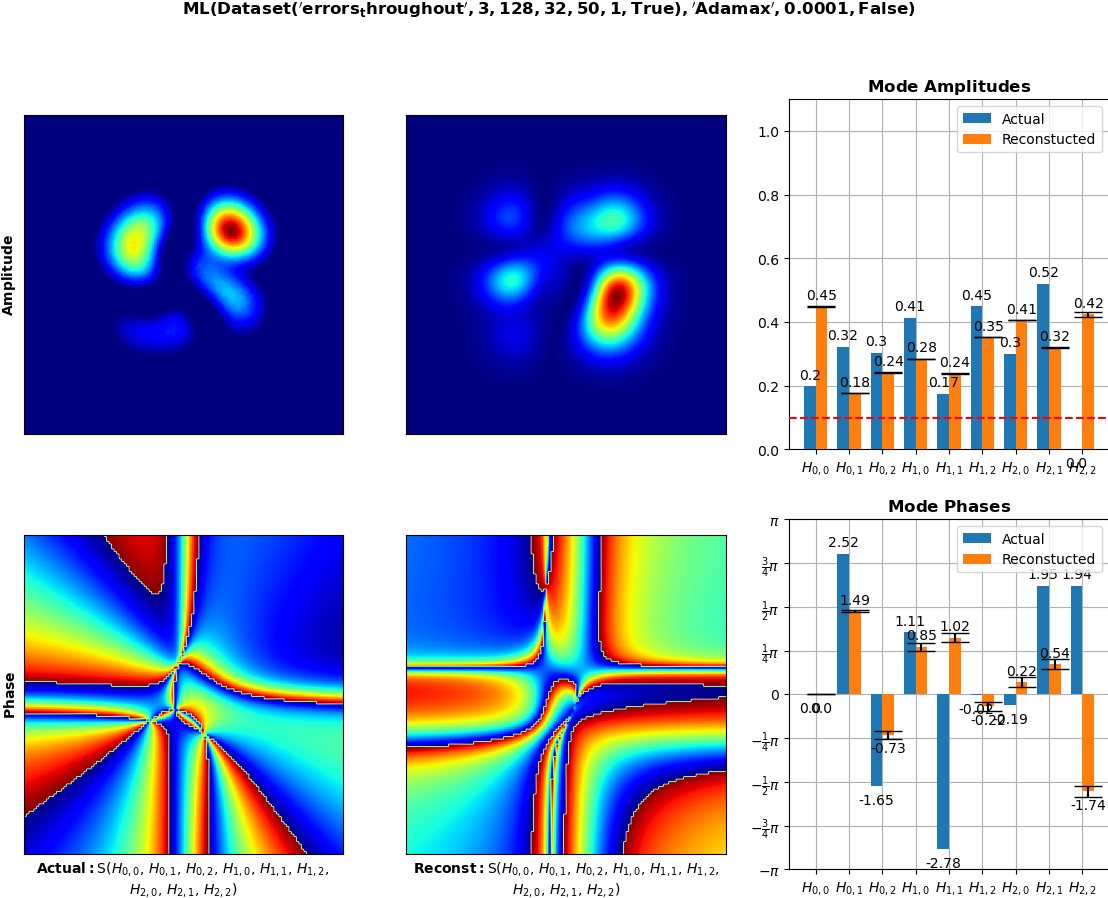 ML(Dataset('errors_throughout', 3, 128, 32, 50, 1, True), 'Adamax', 0.0001, False)
Mode Amplitudes
Amplitude
Actual
Reconstucted
1.0
0.8
0.6
0.4
0.2
0.0
0.2 0.45 0.32 0.18 0.3 0.24 0.41 0.28 0.17 0.24 0.45 0.35 0.3 0.41 0.52 0.32 0.0 0.42
H0,0 H0,1 H0,2 H1,0 H1,1 H1,2 H2,0 H2,1 H2,2
Mode Phases
Phase
Actual
Reconstucted
π
3/4π
1/2π
1/4π
0
−1/4π
−1/2π
−3/4π
−π
0.0 0.0 2.52 1.49 -1.65 -0.73 1.11 0.85 -2.78 1.02 -0.02 -0.22 -0.19 0.22 1.95 0.54 1.94 -1.74
H0,0 H0,1 H0,2 H1,0 H1,1 H1,2 H2,0 H2,1 H2,2
Actual: S(H0,0, H0,1, H0,2, H1,0, H1,1, H1,2,
H2,0, H2,1, H2,2)
Reconst: S(H0,0, H0,1, H0,2, H1,0, H1,1, H1,2,
H2,0, H2,1, H2,2)